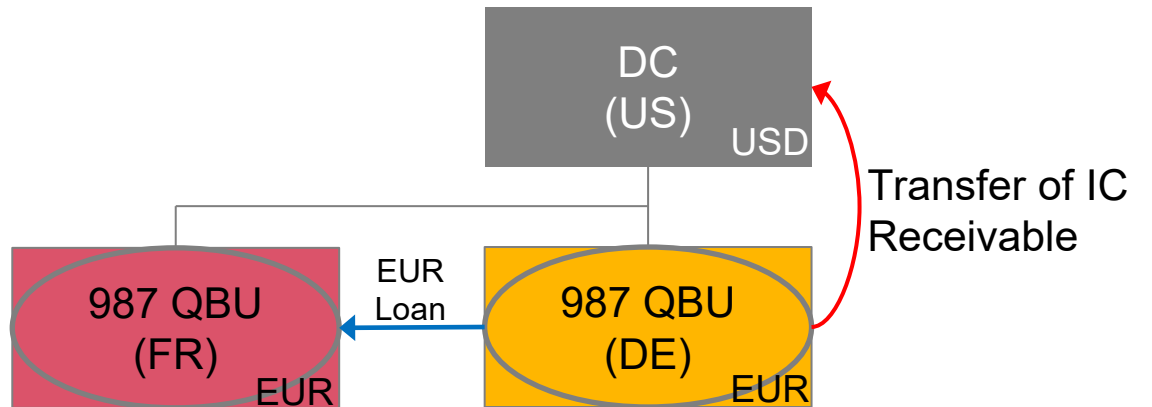 DC
(US)
USD
Transfer of IC
Receivable
EUR
Loan
987 QBU
(FR)
EUR
987 QBU
(DE)
EUR